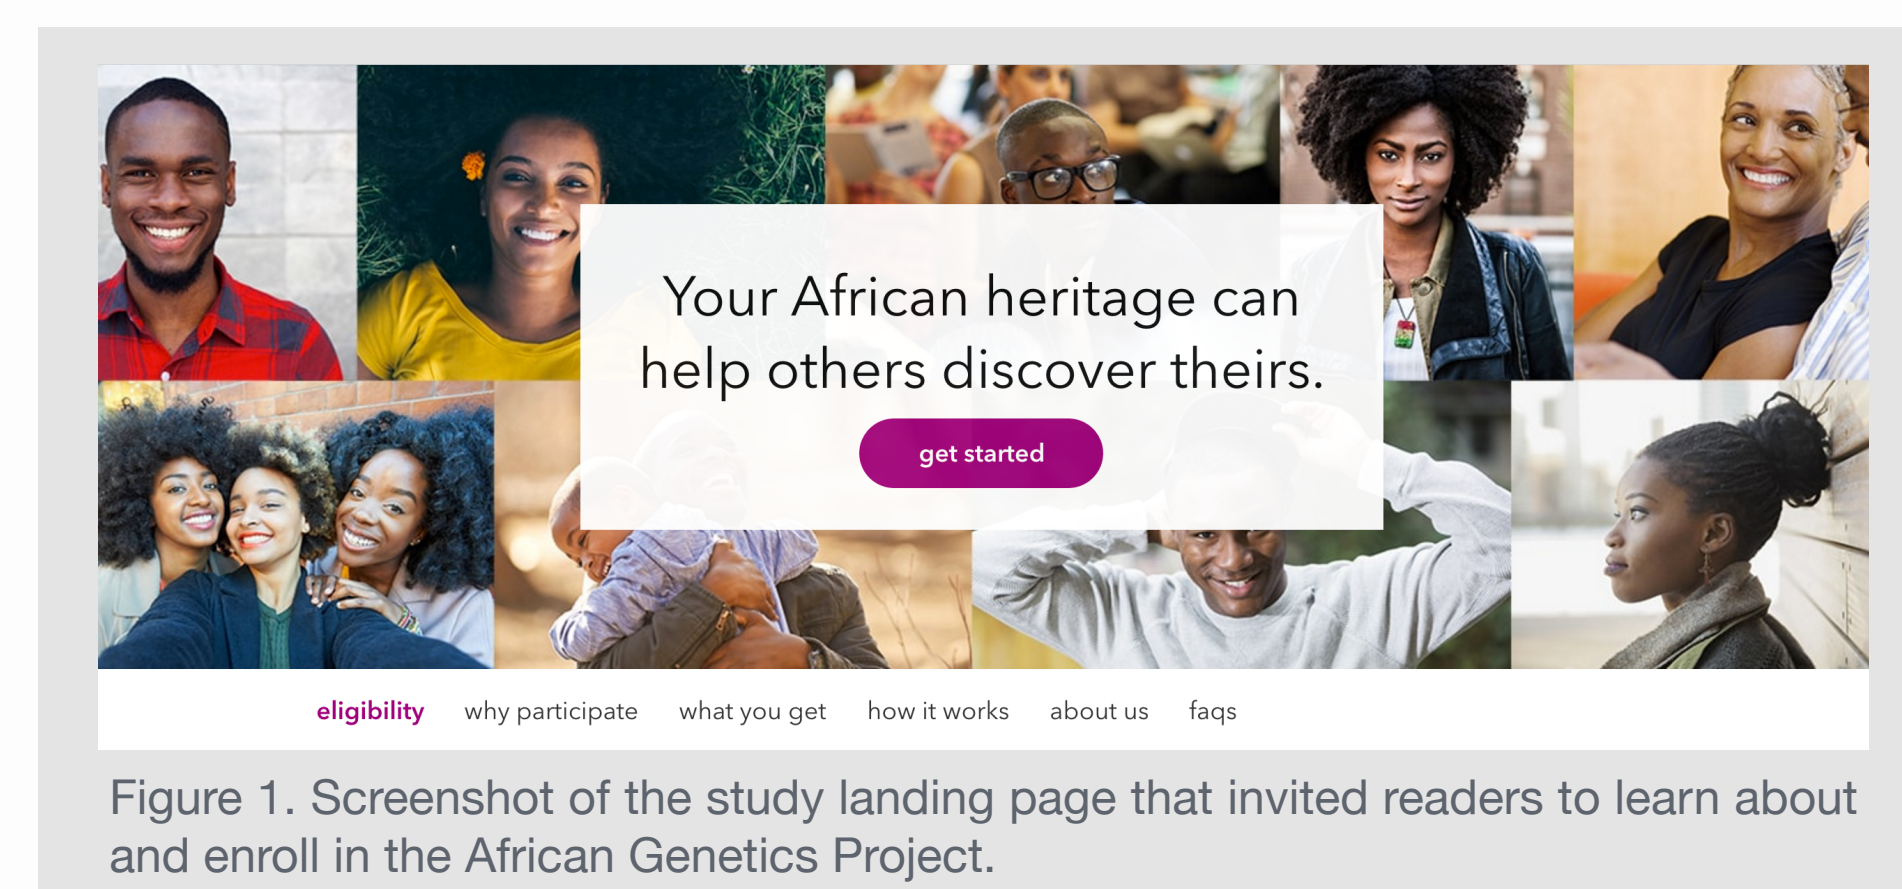 Your African heritage can
help others discover theirs.
get started
eligibility why participate what you get how it works about us faqs
Figure 1. Screenshot of the study landing page that invited readers to learn about
and enroll in the African Genetics Project.